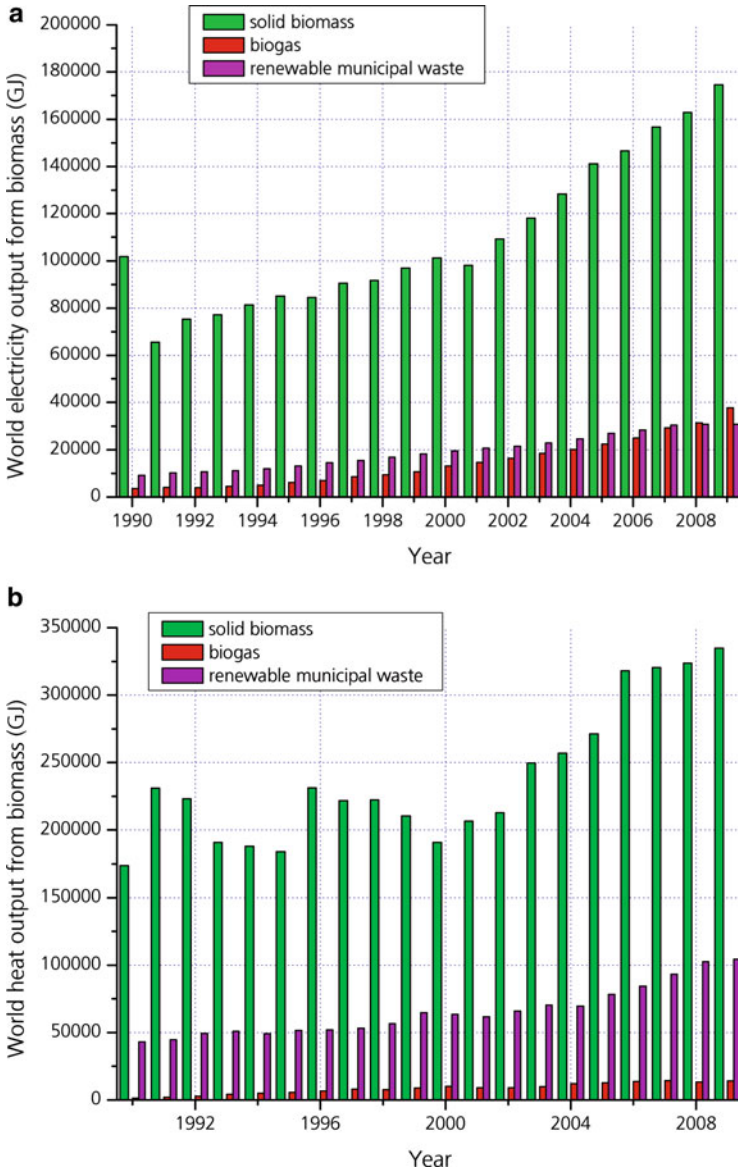 a
solid biomass
biogas
renewable municipal waste
World electricity output form biomass (GJ)
200000
180000
160000
140000
120000
100000
80000
60000
40000
20000
0
1990 1992 1994 1996 1998 2000 2002 2004 2006 2008
Year
b
solid biomass
biogas
renewable municipal waste
World heat output from biomass (GJ)
350000
300000
250000
200000
150000
100000
50000
0
1992 1996 2000 2004 2008
Year